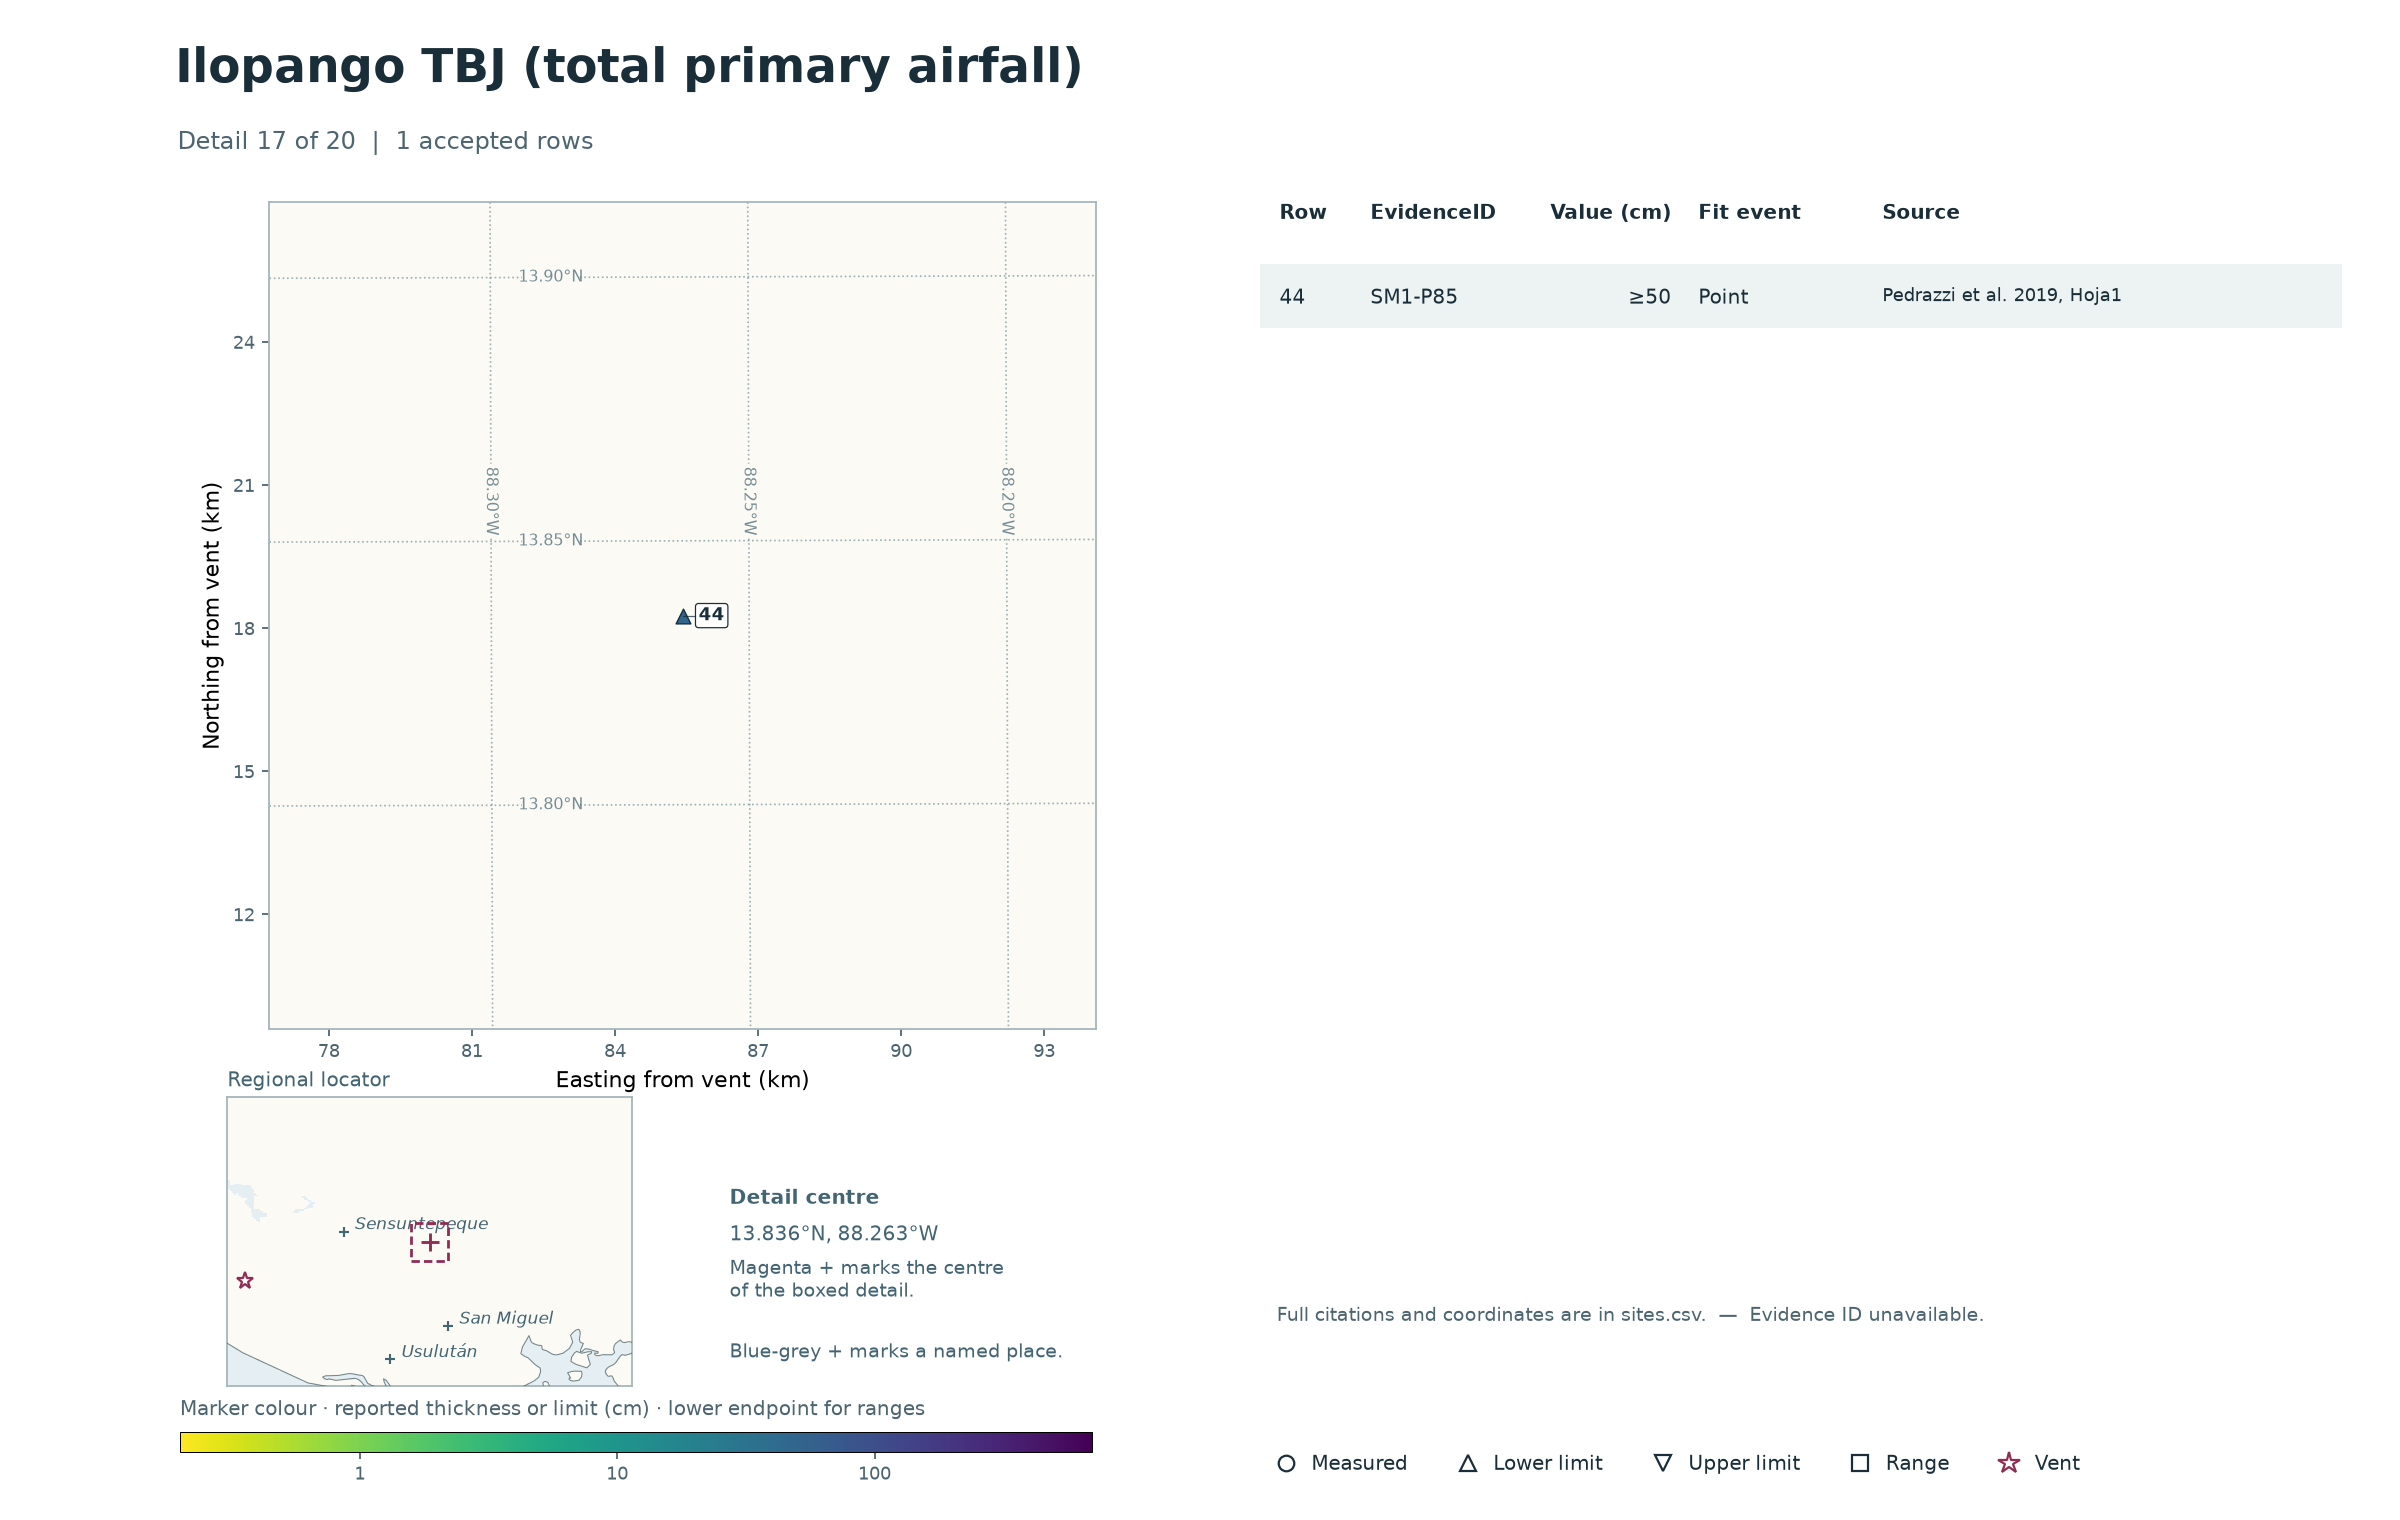 Ilopango TBJ (total primary airfall)
Detail 17 of 20 | 1 accepted rows
Row EvidenceID Value (cm) Fit event Source
44 SM1-P85 ≥50 Point Pedrazzi et al. 2019, Hoja1
13.90°N
13.85°N
13.80°N
88.30°W
88.25°W
88.20°W
44
24
21
18
15
12
Northing from vent (km)
78 81 84 87 90 93
Easting from vent (km)
Regional locator
Sensuntepeque
San Miguel
Usulután
Detail centre
13.836°N, 88.263°W
Magenta + marks the centre
of the boxed detail.
Blue-grey + marks a named place.
Full citations and coordinates are in sites.csv. — Evidence ID unavailable.
Marker colour · reported thickness or limit (cm) · lower endpoint for ranges
1 10 100
Measured Lower limit Upper limit Range Vent